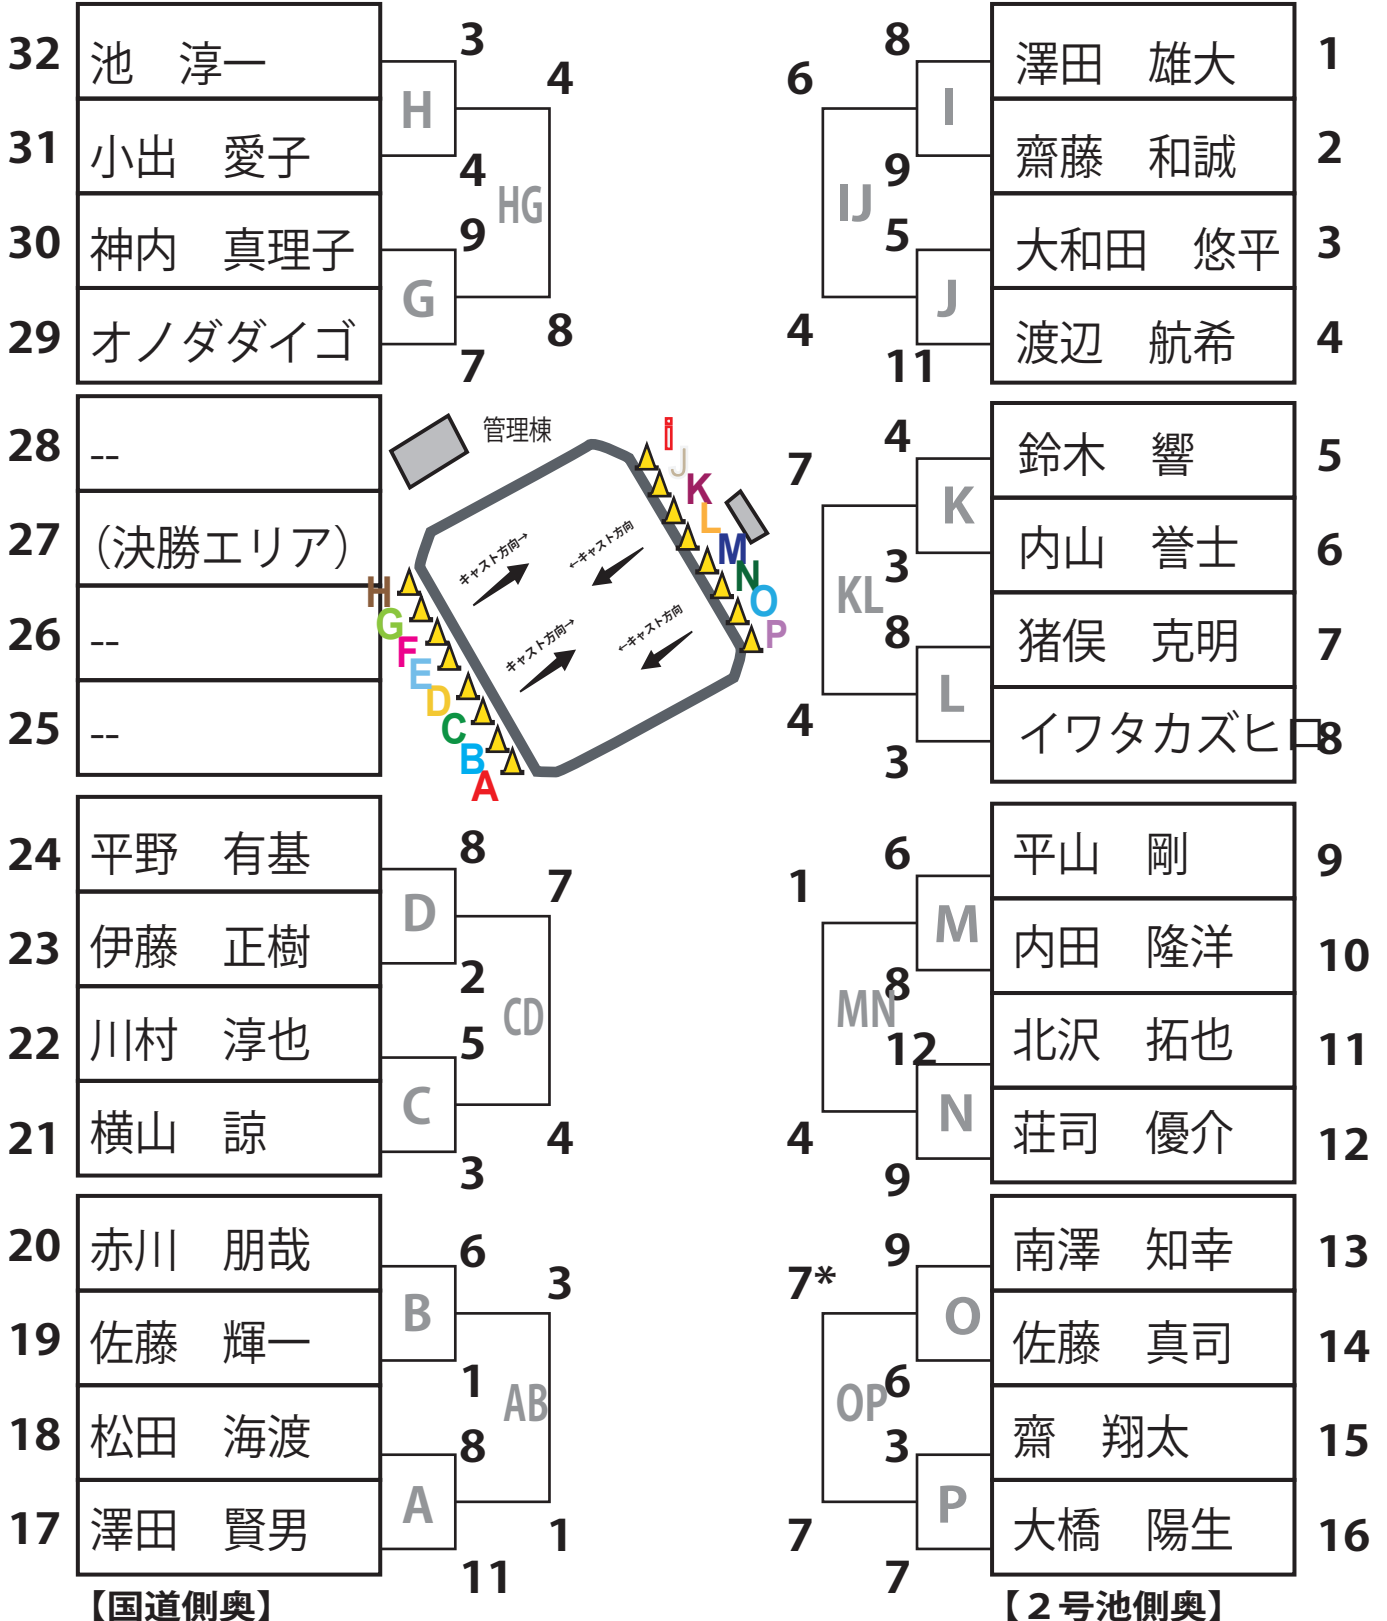 32 池　淳一 3
31 小出　愛子 4
H
30 神内　真理子 9
29 オノダダイゴ 7
G
4
HG
8
28 --
27 （決勝エリア）
26 --
25 --
24 平野　有基 8
23 伊藤　正樹 2
D
22 川村　淳也 5
21 横山　諒 3
C
7
CD
4
20 赤川　朋哉 6
19 佐藤　輝一 1
B
18 松田　海渡 8
17 澤田　賢男 11
A
3
AB
1
【国道側奥】
管理棟
キャスト方向→
←キャスト方向
キャスト方向→
←キャスト方向
H
G
F
E
D
C
B
A
i
J
K
L
M
N
O
P
8 澤田　雄大 1
9 齋藤　和誠 2
I
5 大和田　悠平 3
11 渡辺　航希 4
J
6
IJ
4
4 鈴木　響 5
3 内山　誉士 6
K
8 猪俣　克明 7
3 イワタカズヒロ 8
L
7
KL
4
6 平山　剛 9
8 内田　隆洋 10
M
12 北沢　拓也 11
9 荘司　優介 12
N
1
MN
4
9 南澤　知幸 13
6 佐藤　真司 14
O
3 齋　翔太 15
7 大橋　陽生 16
P
7*
OP
7
【２号池側奥】